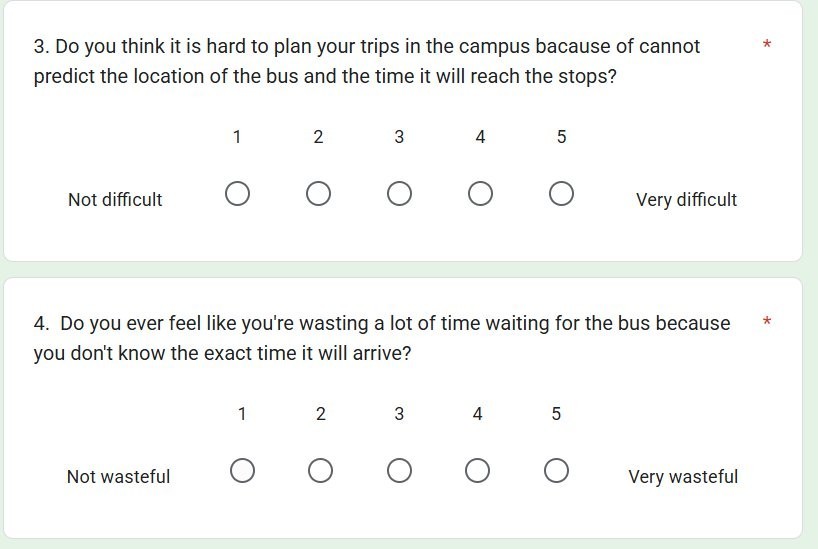 3. Do you think it is hard to plan your trips in the campus bacause of cannot *
predict the location of the bus and the time it will reach the stops?
1 2 3 4 5
Not difficult Very difficult
4. Do you ever feel like you're wasting a lot of time waiting for the bus because *
you don't know the exact time it will arrive?
1 2 3 4 5
Not wasteful Very wasteful